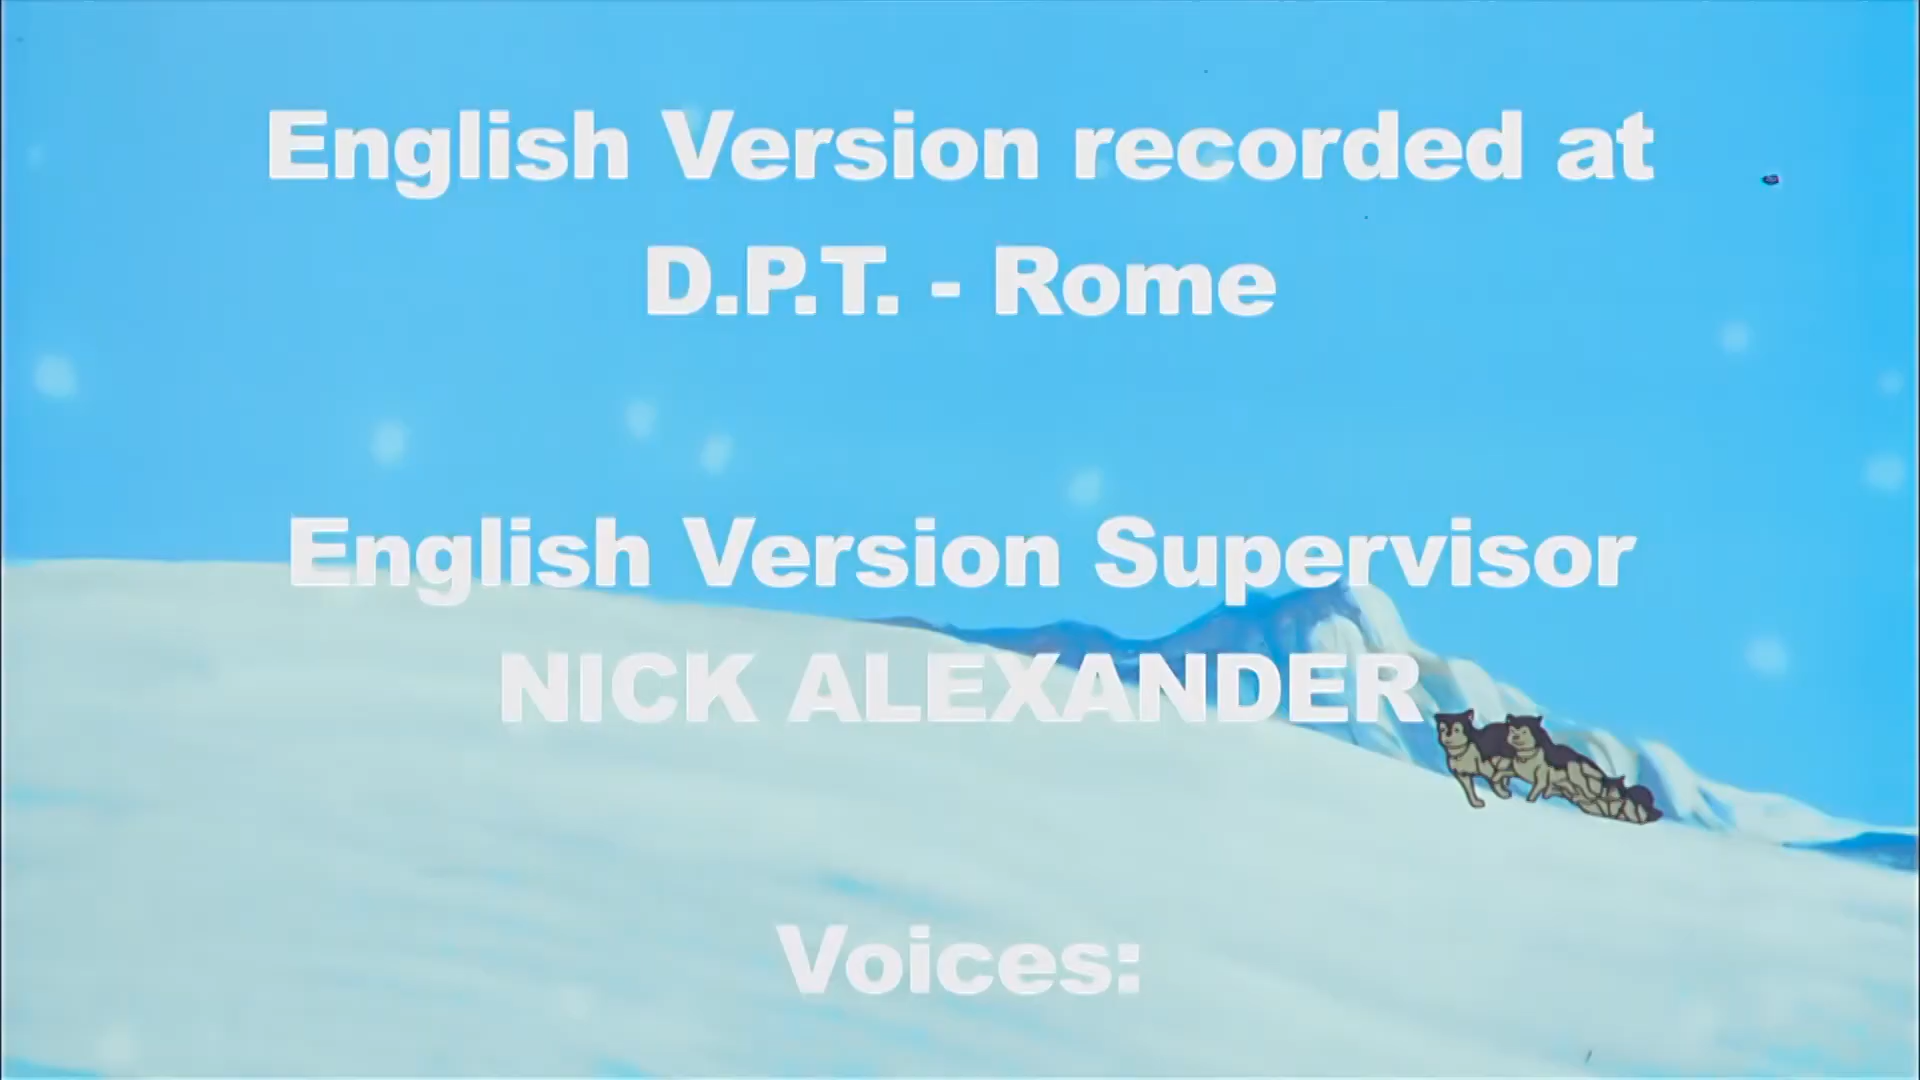 English Version recorded at
D.P.T. - Rome
English Version Supervisor
NICK ALEXANDER
Voices: